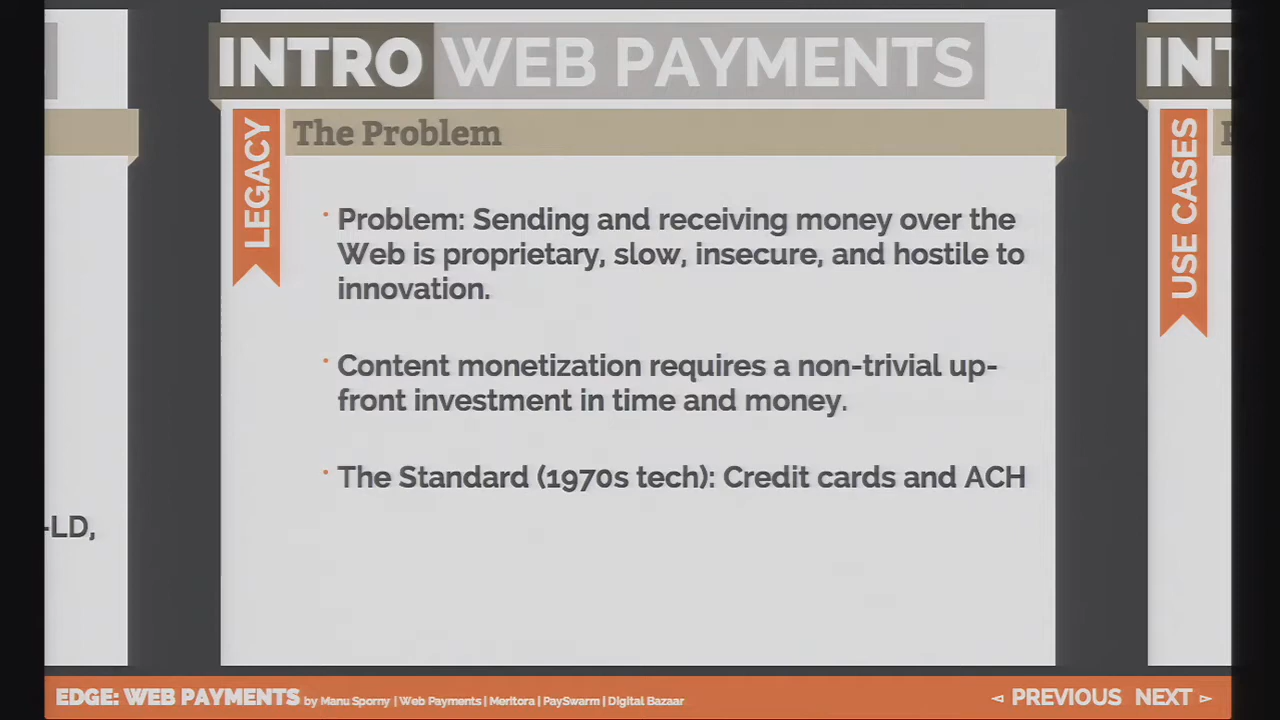 INTRO WEB PAYMENTS
LEGACY
The Problem
Problem: Sending and receiving money over the
Web is proprietary, slow, insecure, and hostile to
innovation.
Content monetization requires a non-trivial up-
front investment in time and money.
The Standard (1970s tech): Credit cards and ACH
-LD,
INT
USE CASES
EDGE: WEB PAYMENTS by Manu Sporny | Web Payments | Meritora | PaySwarm | Digital Bazaar
◅ PREVIOUS NEXT ▻